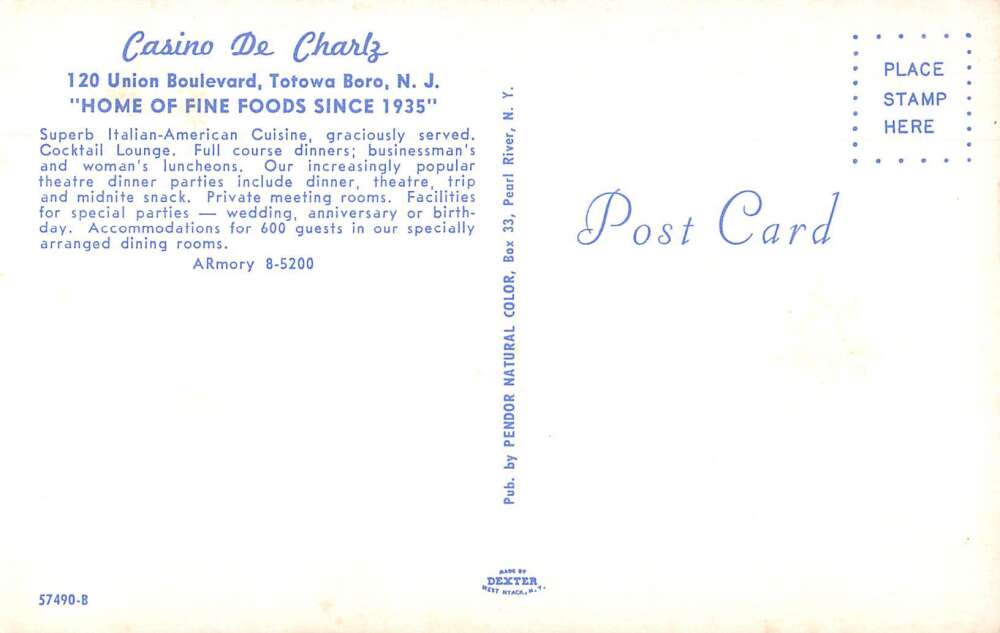 Casino De Charlz
120 Union Boulevard, Totowa Boro, N. J.
"HOME OF FINE FOODS SINCE 1935"
Superb Italian-American Cuisine, graciously served.
Cocktail Lounge. Full course dinners; businessman's
and woman's luncheons. Our increasingly popular
theatre dinner parties include dinner, theatre, trip
and midnite snack. Private meeting rooms. Facilities
for special parties — wedding, anniversary or birth-
day. Accommodations for 600 guests in our specially
arranged dining rooms.
ARmory 8-5200
57490-B
Pub. by PENDOR NATURAL COLOR, Box 33, Pearl River, N. Y.
MADE BY
DEXTER
WEST NYACK, N. Y.
PLACE
STAMP
HERE
Post Card